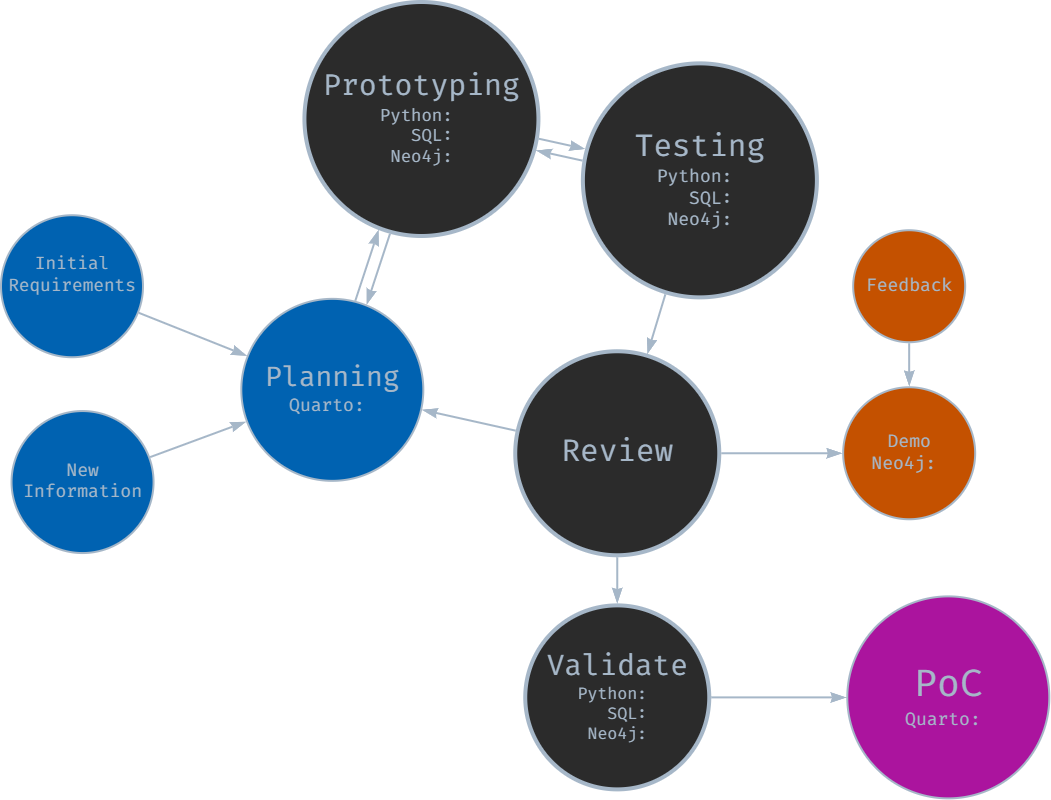 Prototyping
Python:
SQL:
Neo4j:
Testing
Python:
SQL:
Neo4j:
Initial
Requirements
Feedback
Planning
Quarto:
New
Information
Review
Demo
Neo4j:
Validate
Python:
SQL:
Neo4j:
PoC
Quarto: